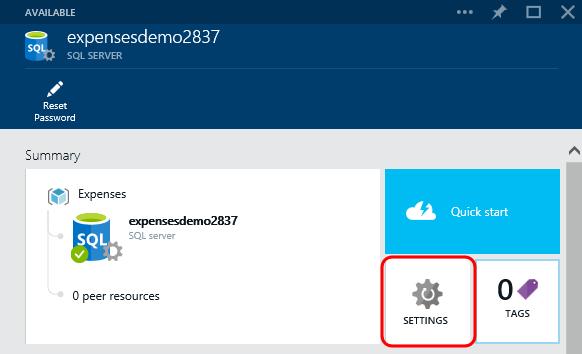 AVAILABLE
expensesdemo2837
SQL
SQL SERVER
Reset
Password
Summary
Expenses
expensesdemo2837
SQL
SQL server
0 peer resources
Quick start
SETTINGS
0
TAGS